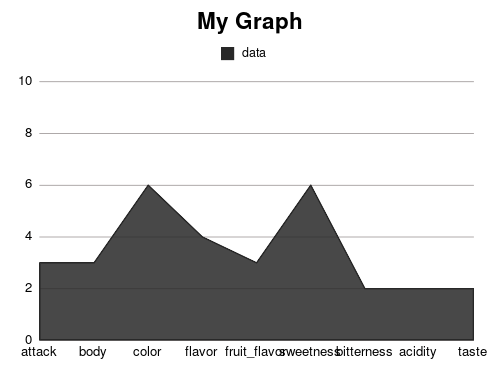 My Graph
data
10
8
6
4
2
0
attack body color flavor fruit_flavor sweetness bitterness acidity taste